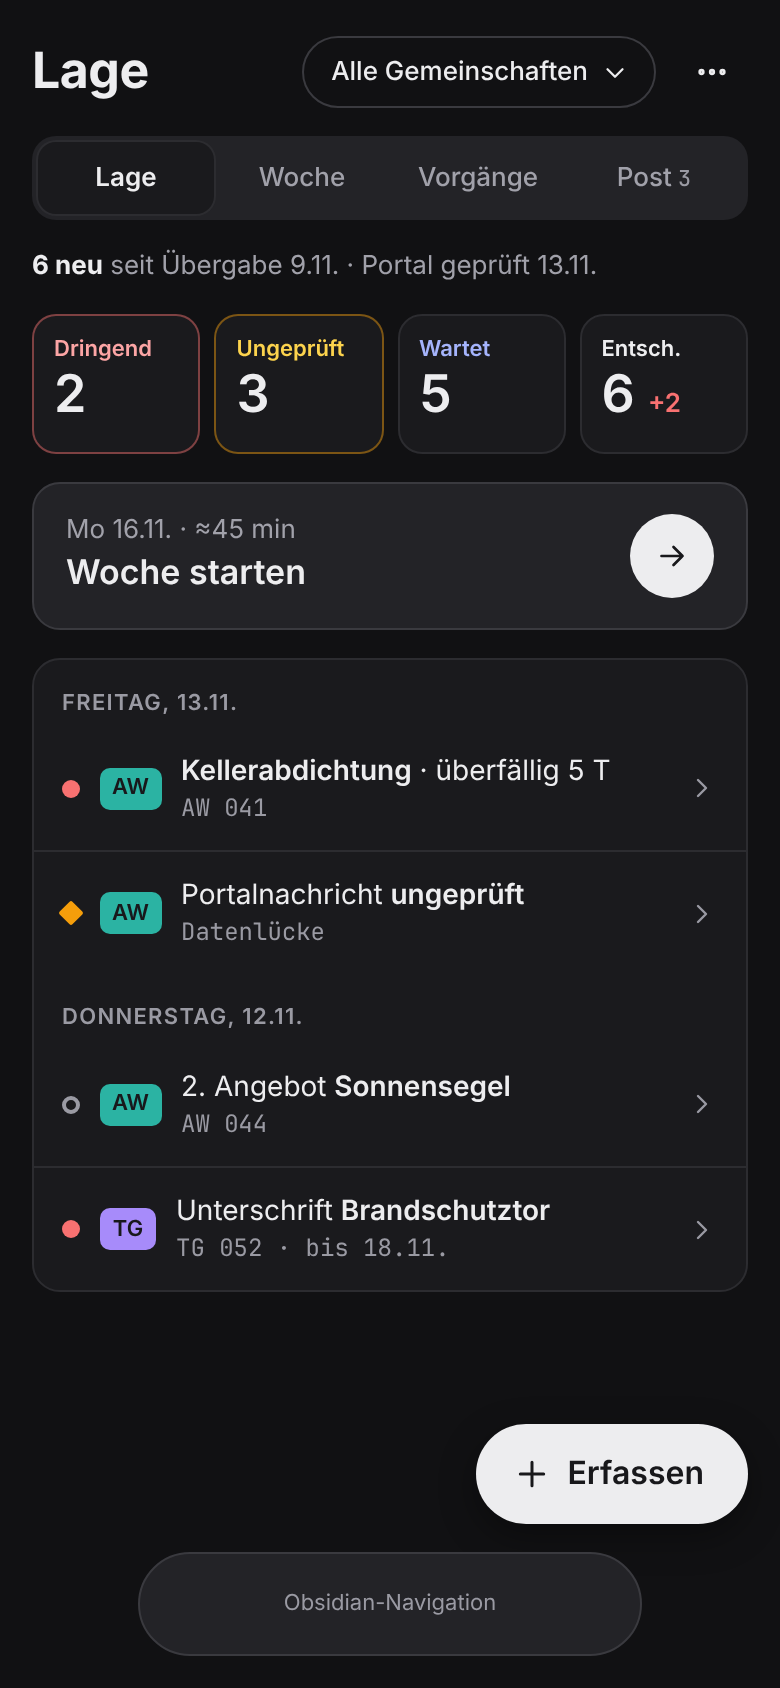 Lage
Alle Gemeinschaften
Lage
Woche
Vorgänge
Post 3
6 neu seit Übergabe 9.11. · Portal geprüft 13.11.
Dringend
2
Ungeprüft
3
Wartet
5
Entsch.
6 +2
Mo 16.11. · ≈45 min
Woche starten
FREITAG, 13.11.
AW
Kellerabdichtung · überfällig 5 T
AW 041
AW
Portalnachricht ungeprüft
Datenlücke
DONNERSTAG, 12.11.
AW
2. Angebot Sonnensegel
AW 044
TG
Unterschrift Brandschutztor
TG 052 · bis 18.11.
Erfassen
Obsidian-Navigation